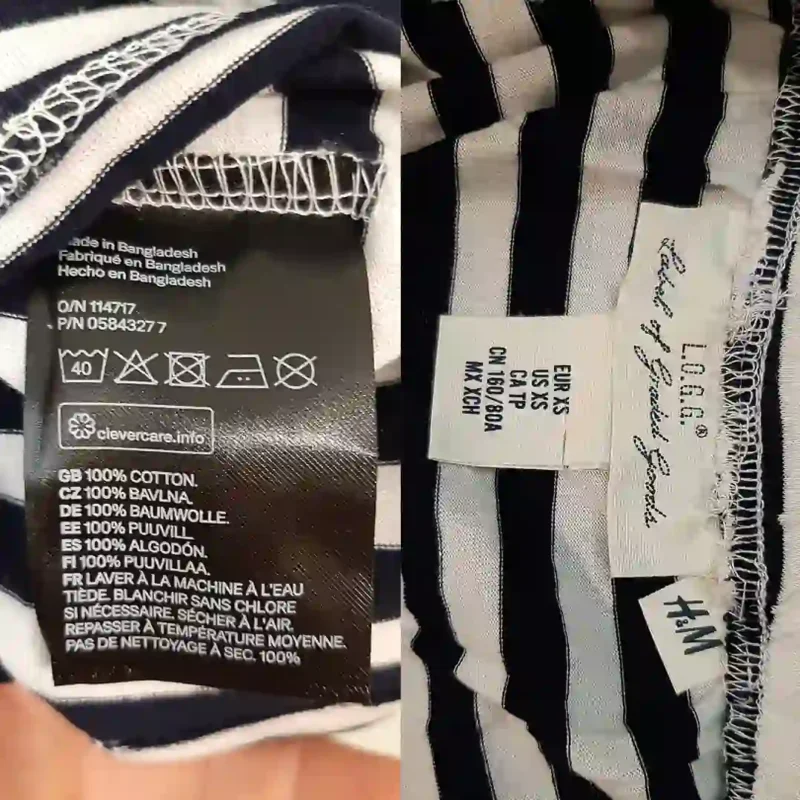 Made in Bangladesh
Fabriqué en Bangladesh
Hecho en Bangladesh
O/N 114717
P/N 0584327 7
40
clevercare.info
GB 100% COTTON.
CZ 100% BAVLNA.
DE 100% BAUMWOLLE.
EE 100% PUUVILL.
ES 100% ALGODÓN.
FI 100% PUUVILLAA.
FR LAVER À LA MACHINE À L'EAU
TIÈDE. BLANCHIR SANS CHLORE
SI NÉCESSAIRE. SÉCHER À L'AIR.
REPASSER À TEMPÉRATURE MOYENNE.
PAS DE NETTOYAGE À SEC. 100%
EUR XS
US XS
CA TP
CN 160/80A
MX XCH
L.O.G.G.®
Label of Graded Goods
H&M